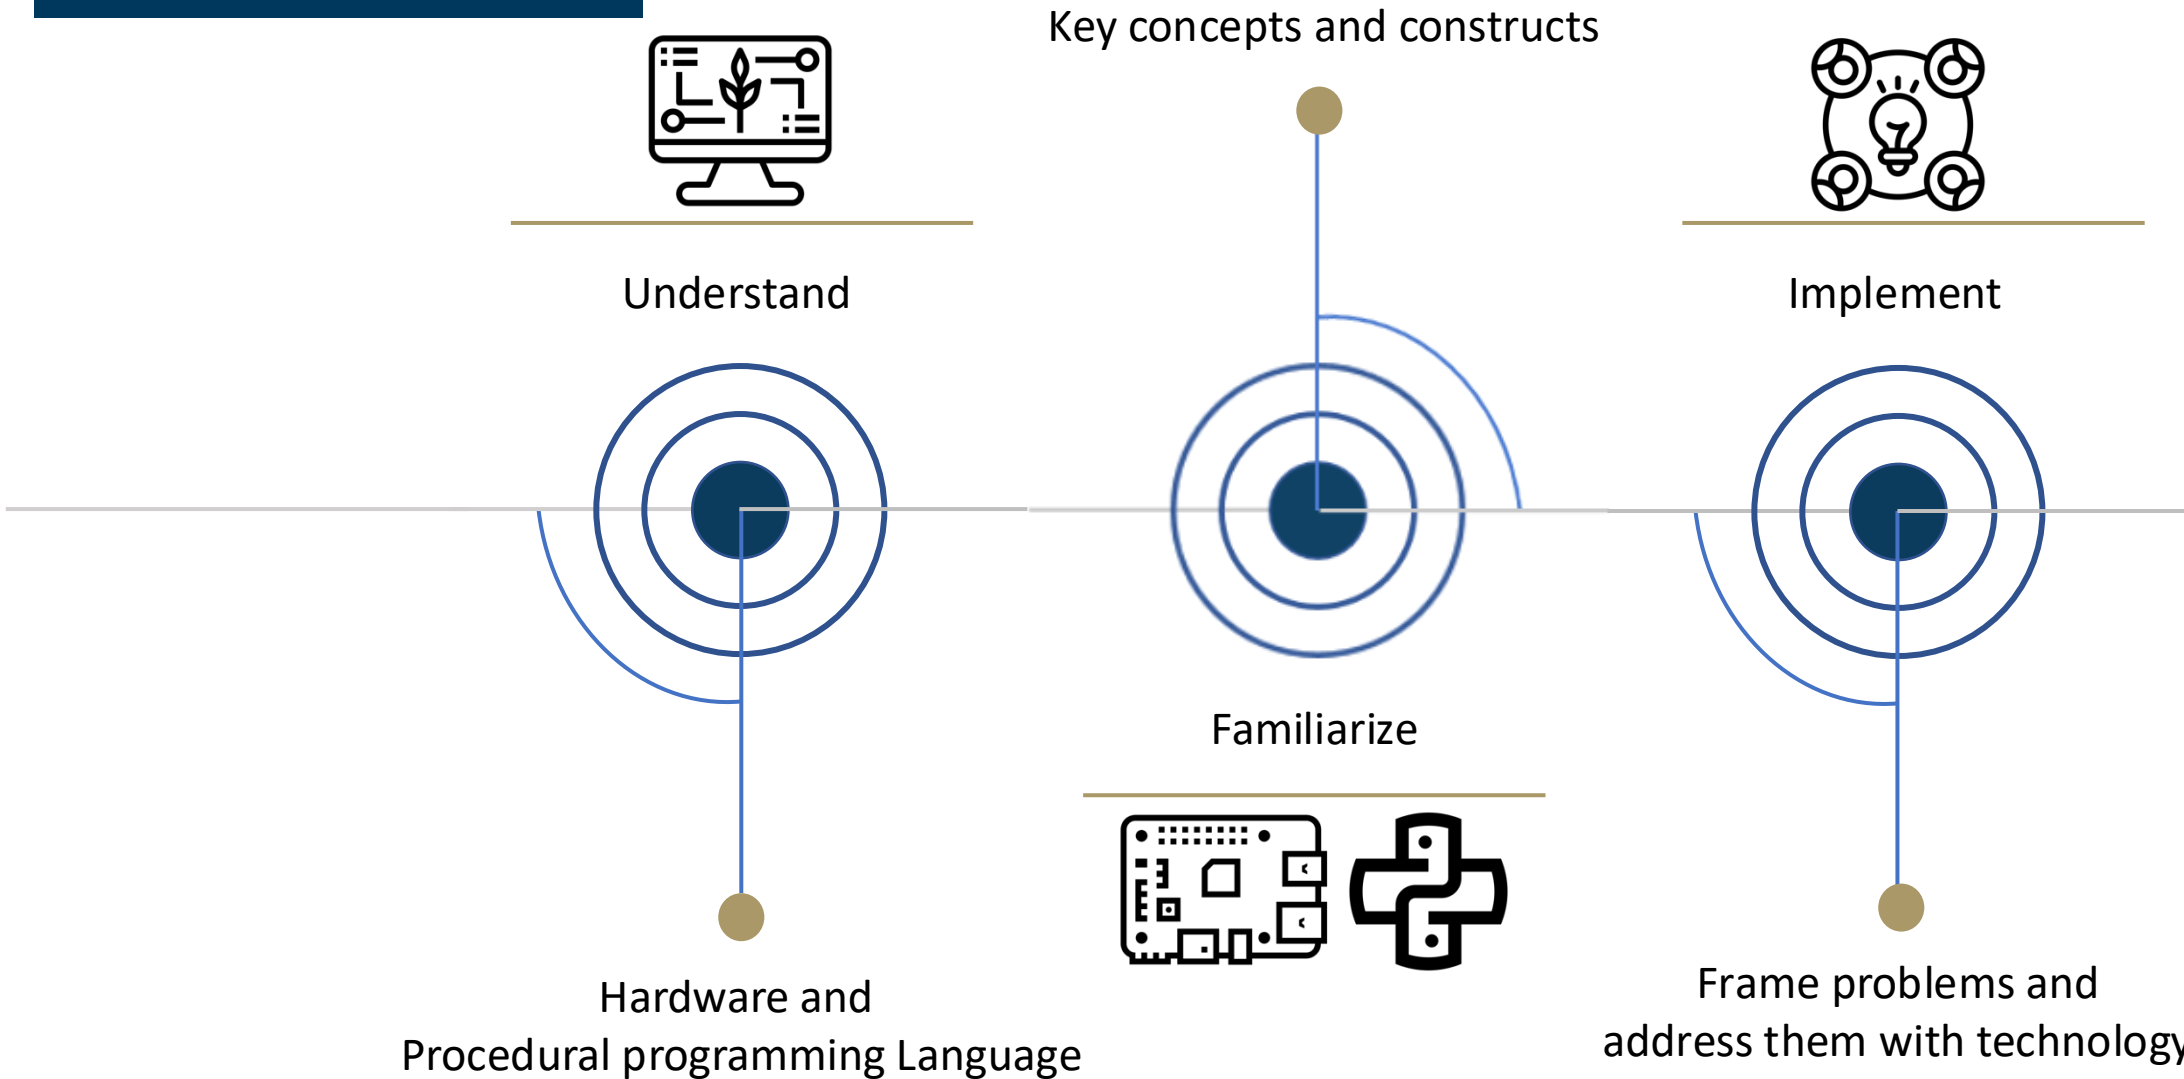 Key concepts and constructs
Understand
Implement
Familiarize
Hardware and
Procedural programming Language
Frame problems and
address them with technology